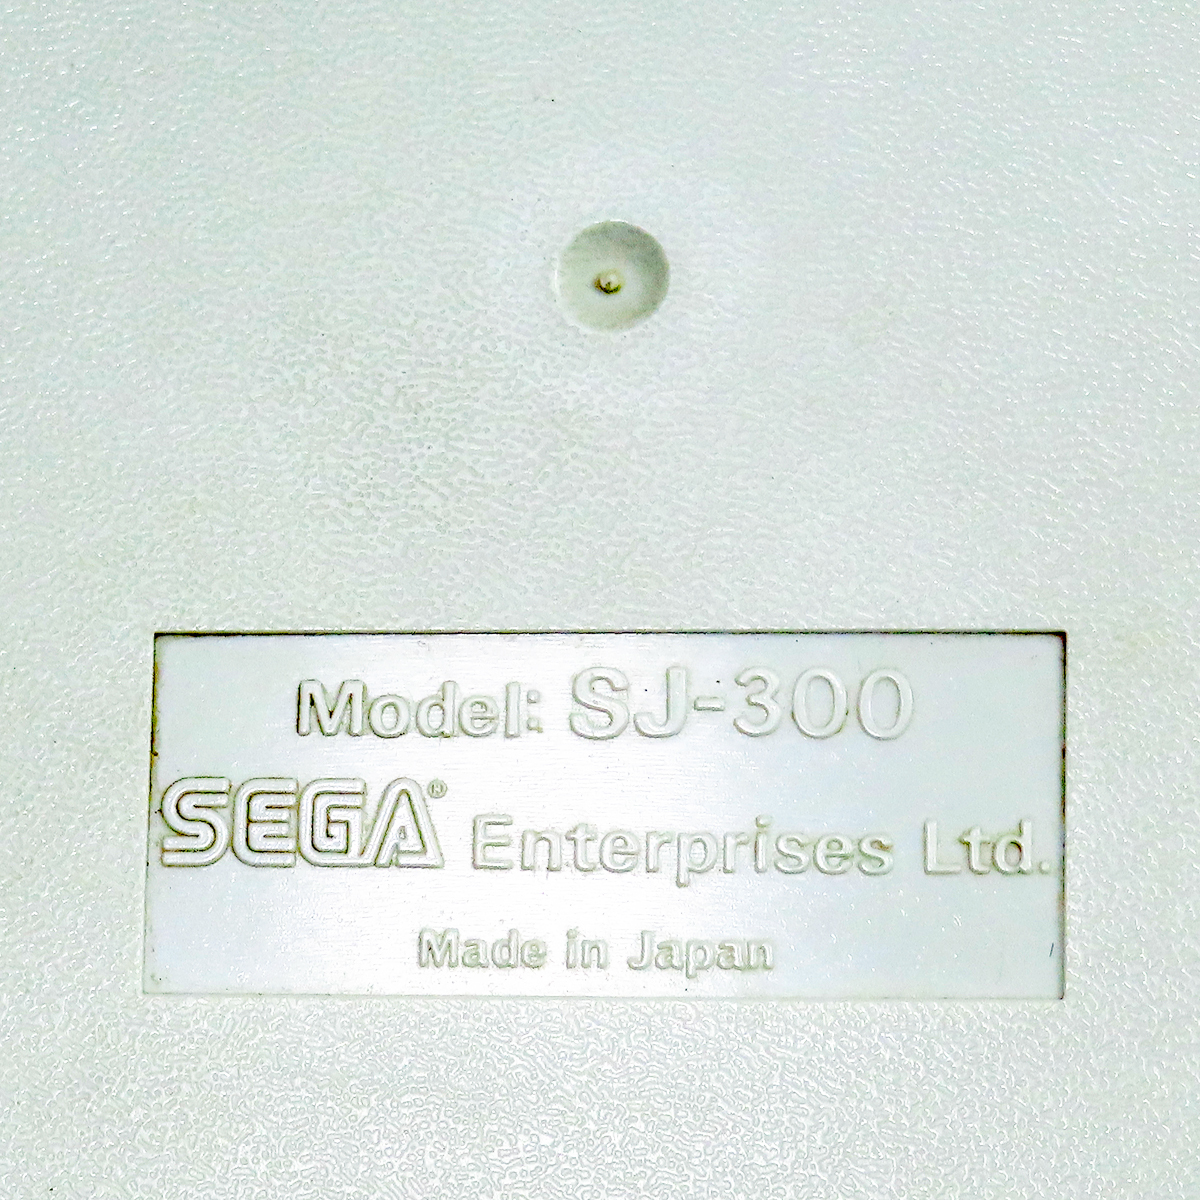 Model: SJ-300
SEGA® Enterprises Ltd.
Made in Japan